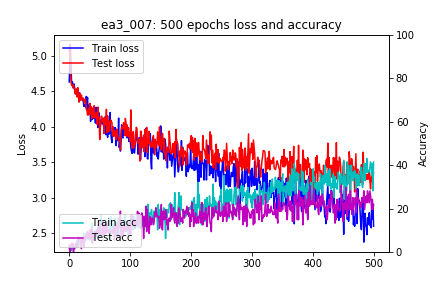 ea3_007: 500 epochs loss and accuracy
Train loss
Test loss
Train acc
Test acc
Loss
5.0
4.5
4.0
3.5
3.0
2.5
Accuracy
100
80
60
40
20
0
0 100 200 300 400 500